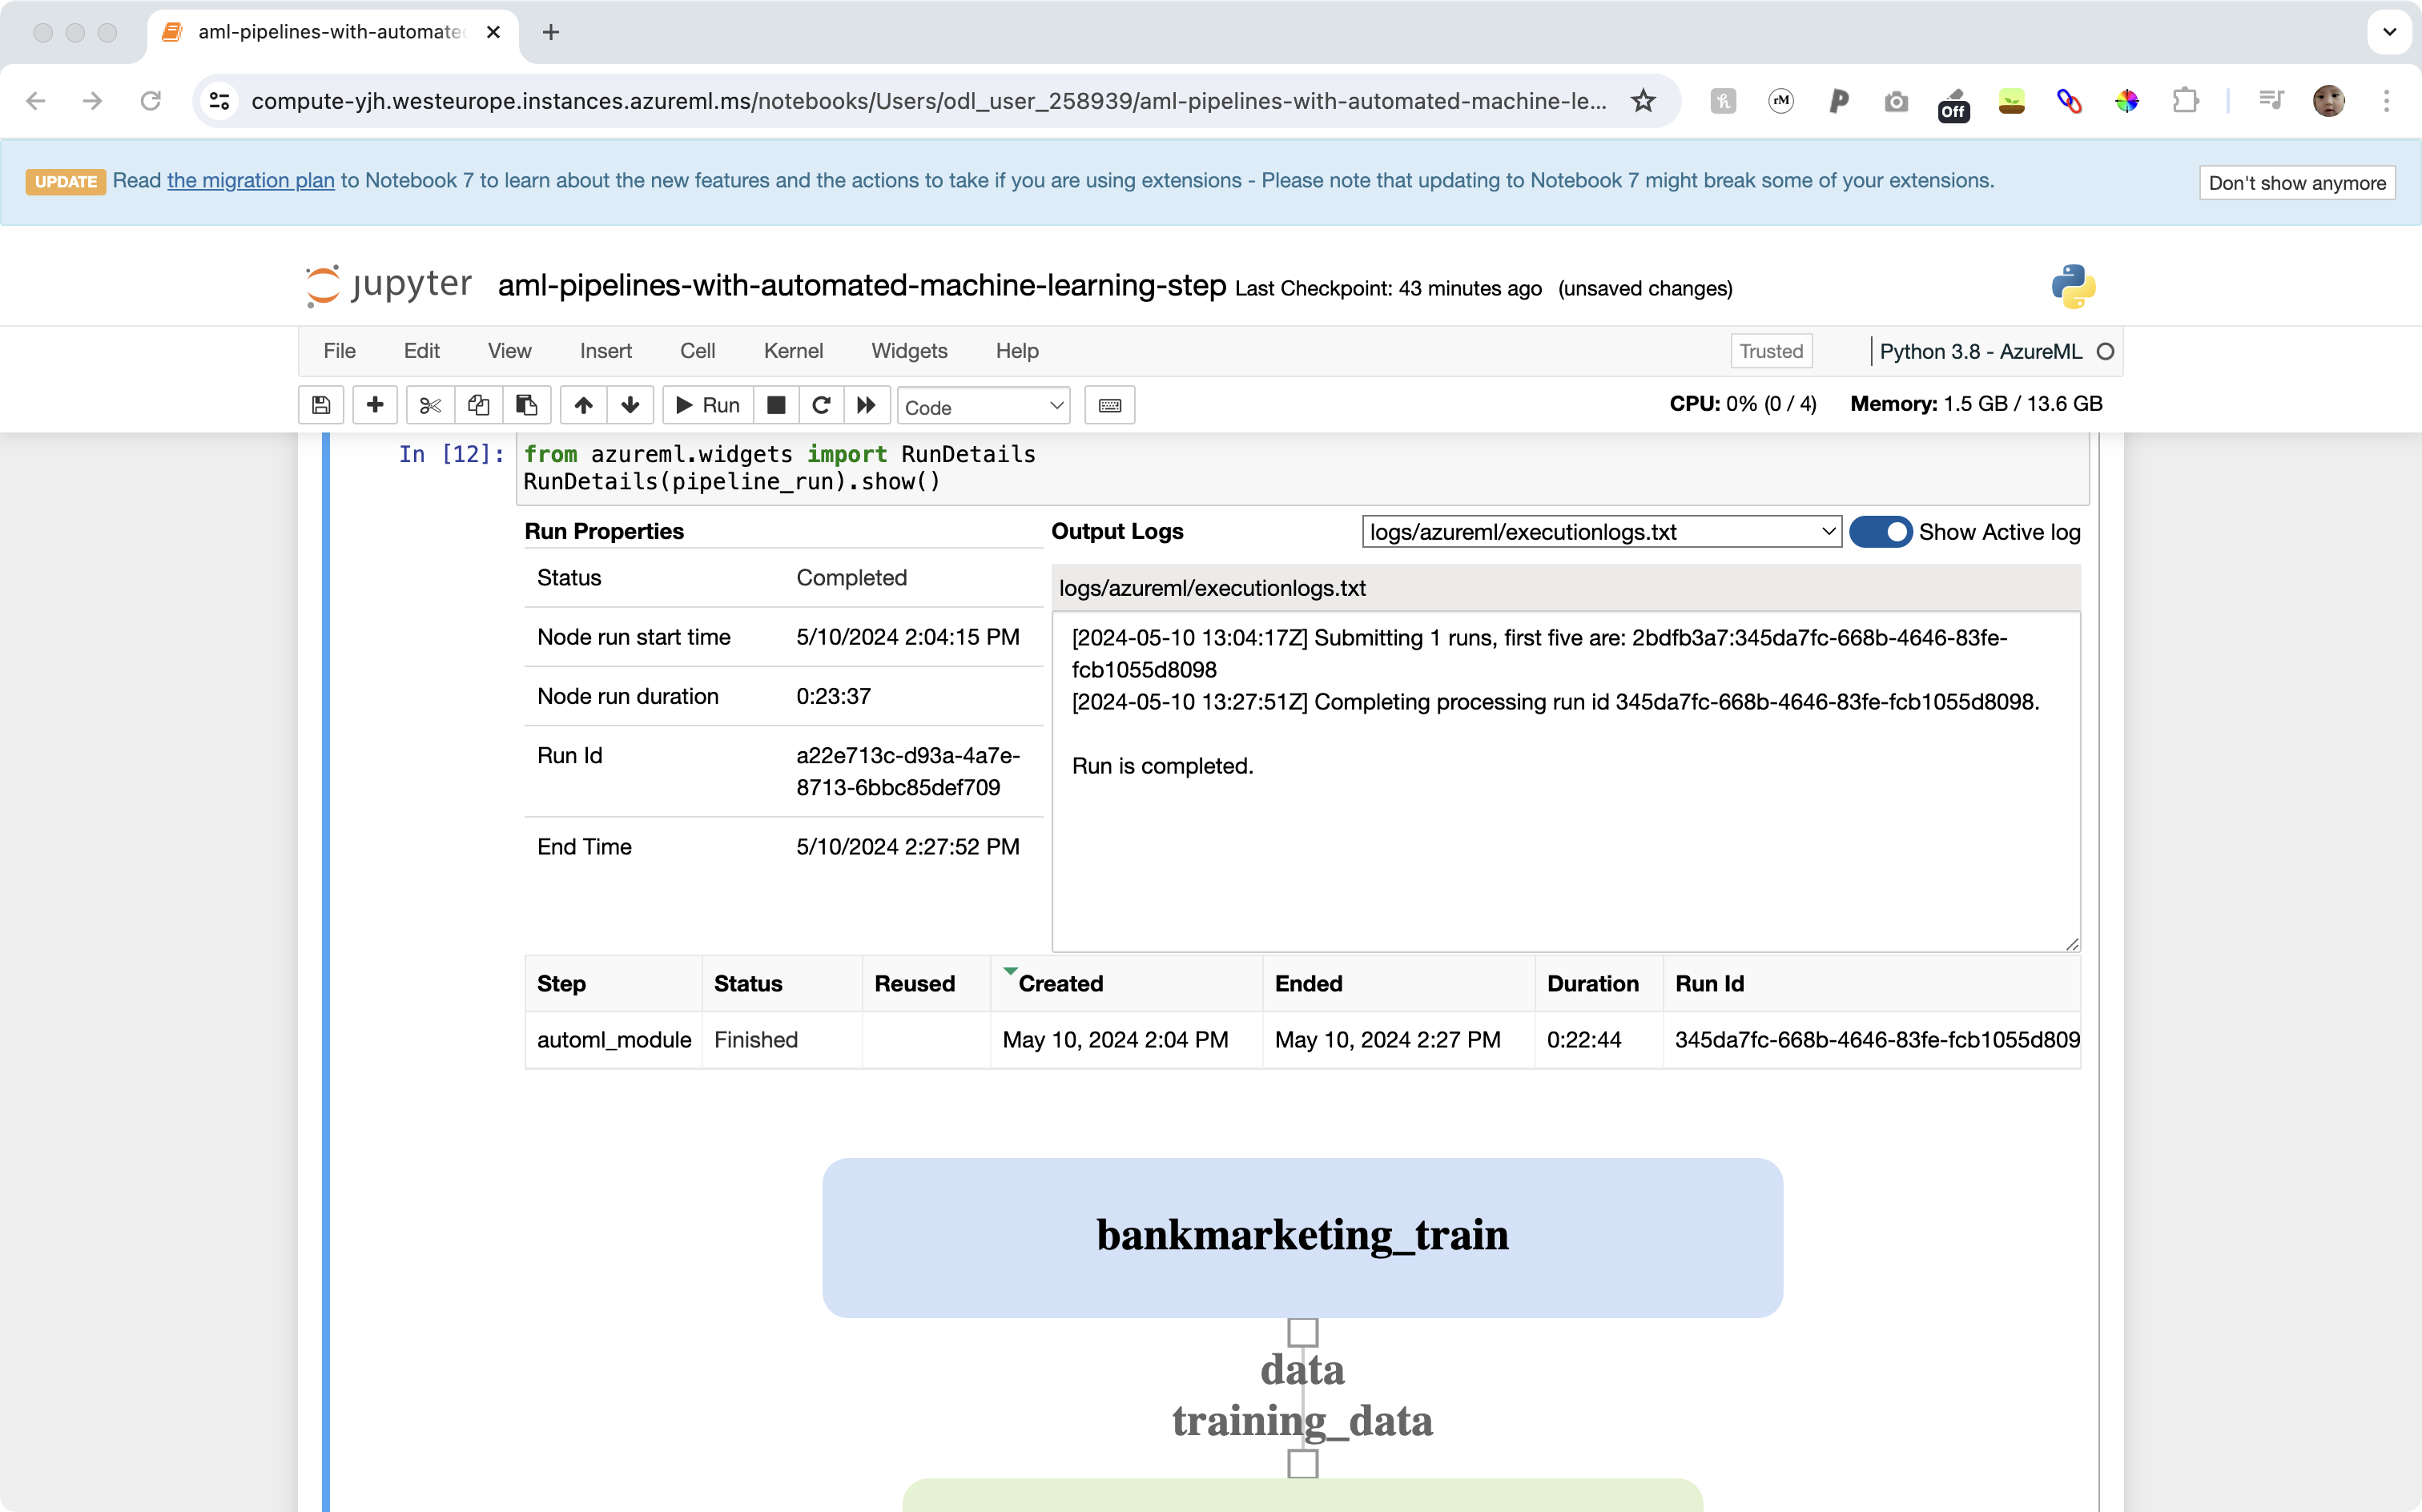 aml-pipelines-with-automate
compute-yjh.westeurope.instances.azureml.ms/notebooks/Users/odl_user_258939/aml-pipelines-with-automated-machine-le...
rM
Off
UPDATE Read the migration plan to Notebook 7 to learn about the new features and the actions to take if you are using extensions - Please note that updating to Notebook 7 might break some of your extensions.
Don't show anymore
jupyter aml-pipelines-with-automated-machine-learning-step Last Checkpoint: 43 minutes ago (unsaved changes)
File Edit View Insert Cell Kernel Widgets Help Trusted Python 3.8 - AzureML
Run Code CPU: 0% (0 / 4) Memory: 1.5 GB / 13.6 GB
In [12]: from azureml.widgets import RunDetails
RunDetails(pipeline_run).show()
Run Properties
Status Completed
Node run start time 5/10/2024 2:04:15 PM
Node run duration 0:23:37
Run Id a22e713c-d93a-4a7e-
8713-6bbc85def709
End Time 5/10/2024 2:27:52 PM
Output Logs logs/azureml/executionlogs.txt Show Active log
logs/azureml/executionlogs.txt
[2024-05-10 13:04:17Z] Submitting 1 runs, first five are: 2bdfb3a7:345da7fc-668b-4646-83fe-
fcb1055d8098
[2024-05-10 13:27:51Z] Completing processing run id 345da7fc-668b-4646-83fe-fcb1055d8098.
Run is completed.
Step Status Reused Created Ended Duration Run Id
automl_module Finished May 10, 2024 2:04 PM May 10, 2024 2:27 PM 0:22:44 345da7fc-668b-4646-83fe-fcb1055d809
bankmarketing_train
data
training_data